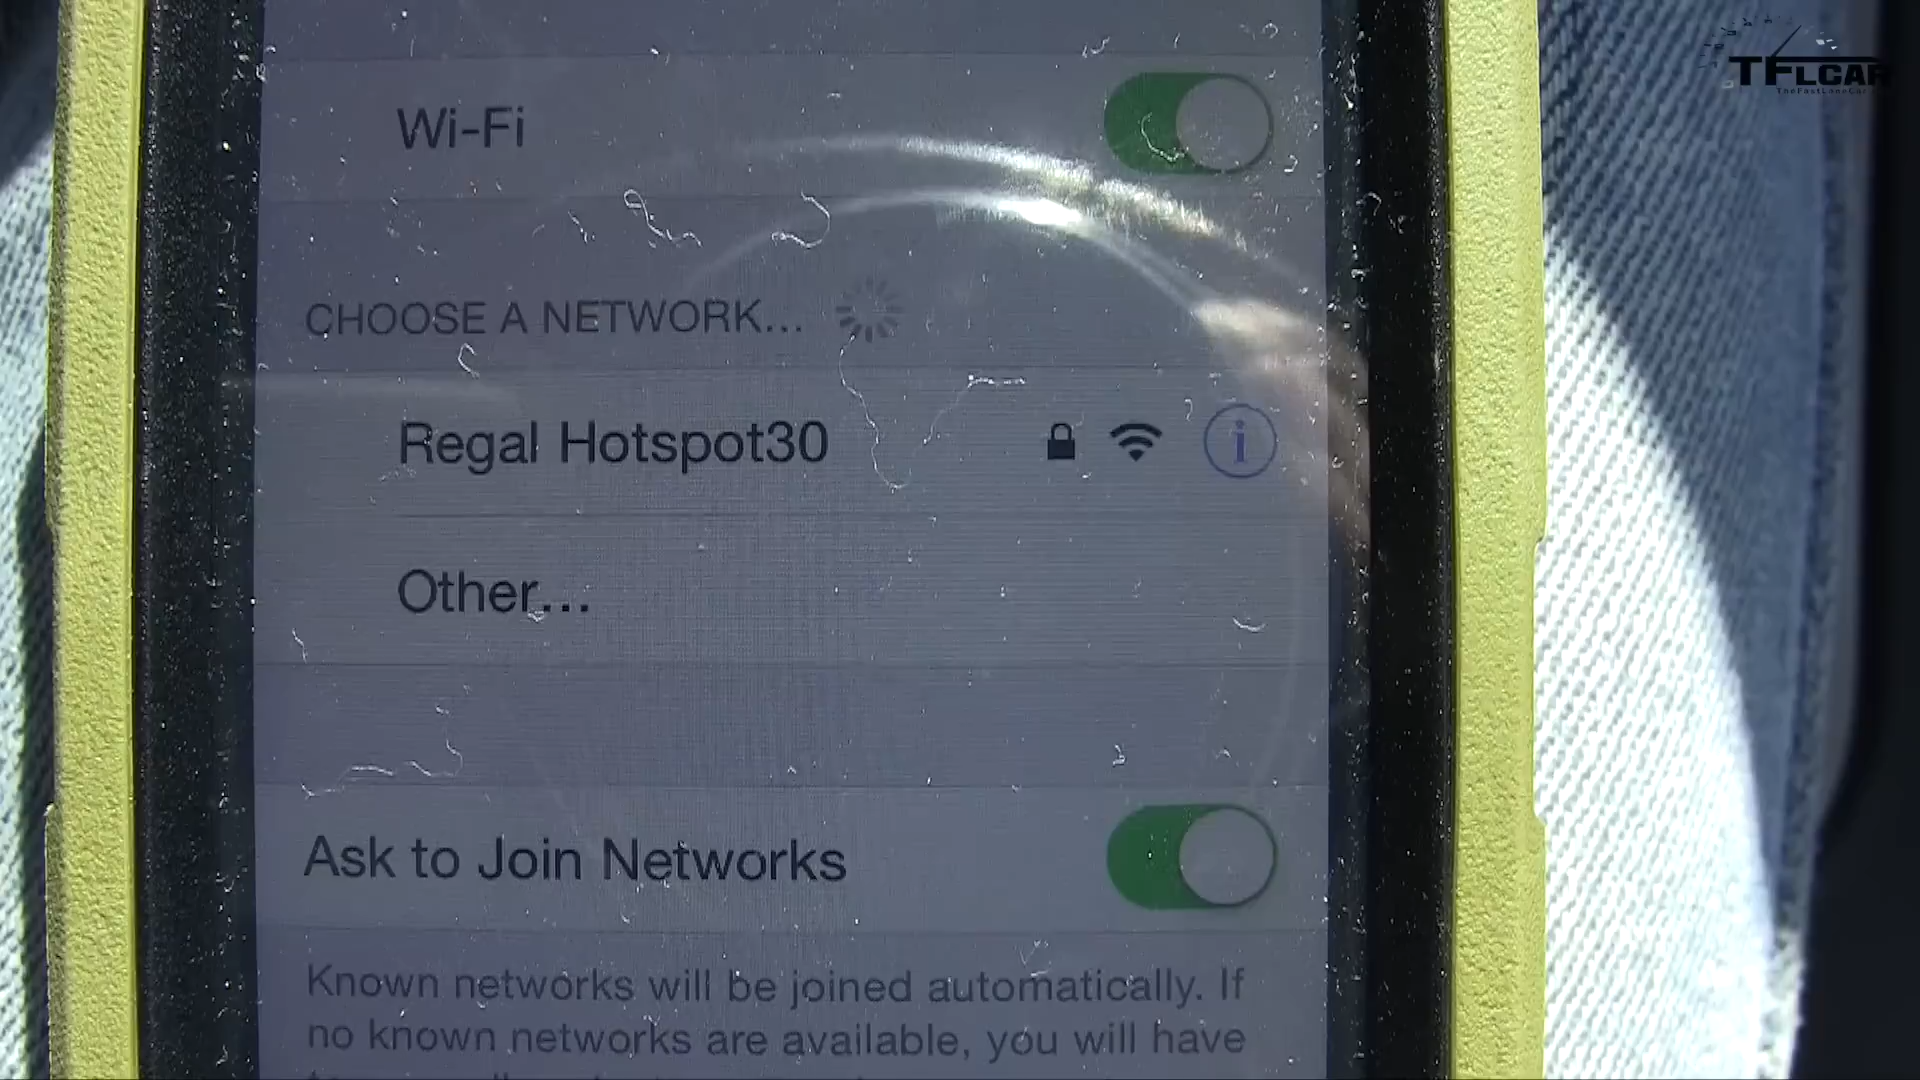 TFLCAR
TheFastLaneCar
Wi-Fi
CHOOSE A NETWORK...
Regal Hotspot30
Other...
Ask to Join Networks
Known networks will be joined automatically. If
no known networks are available, you will have